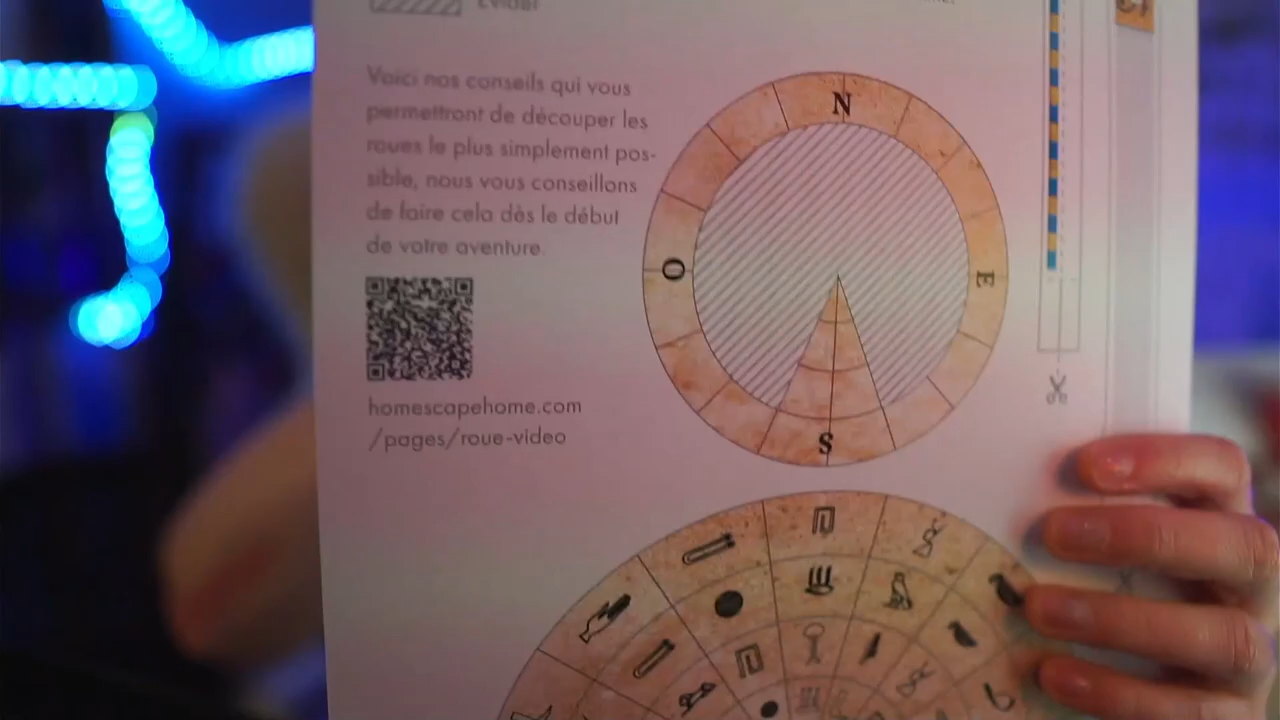 Évider
Voici nos conseils qui vous
permettront de découper les
roues le plus simplement pos-
sible, nous vous conseillons
de faire cela dès le début
de votre aventure.
homescapehome.com
/pages/roue-video
N
O
E
S